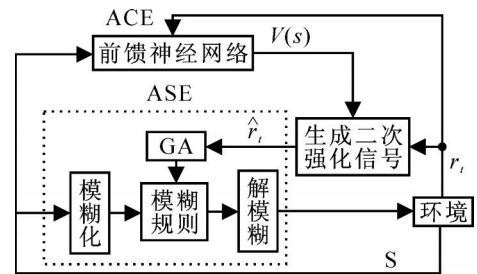 ACE
前馈神经网络
V(s)
ASE
GA
r̂t
生成二次
强化信号
rt
模糊化
模糊
规则
解模糊
环境
S